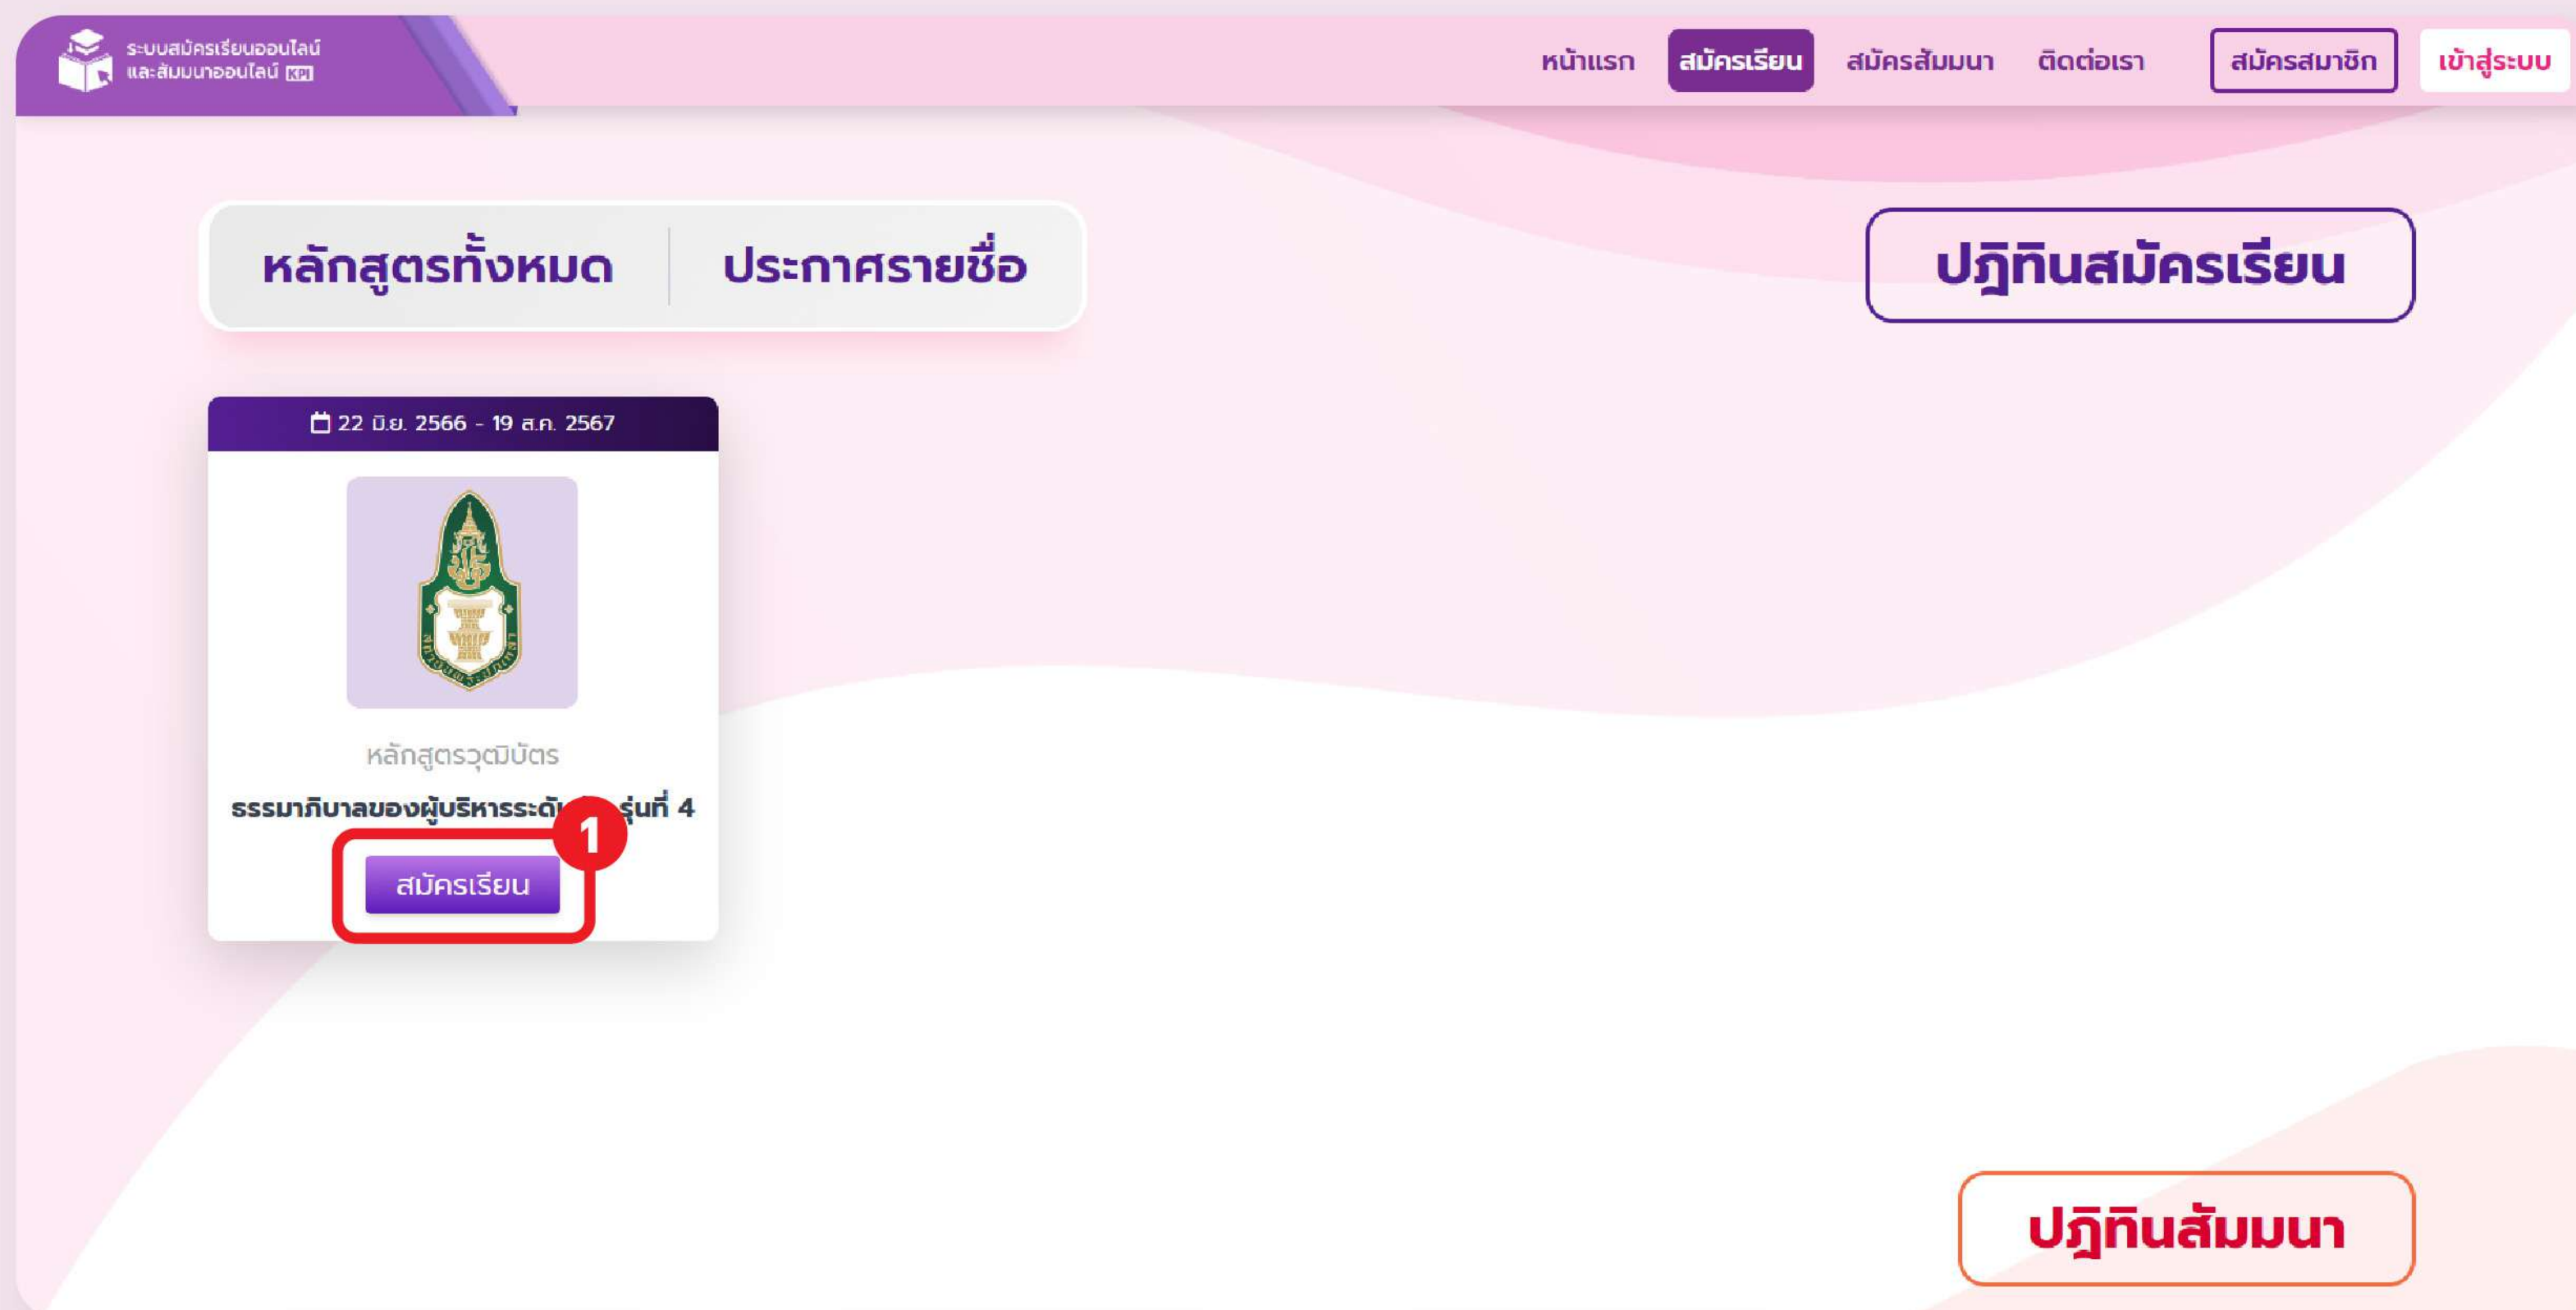 ระบบสมัครเรียนออนไลน์
และสัมมนาออนไลน์ KPI
หน้าแรก สมัครเรียน สมัครสัมมนา ติดต่อเรา สมัครสมาชิก เข้าสู่ระบบ
หลักสูตรทั้งหมด ประกาศรายชื่อ ปฏิทินสมัครเรียน
22 มิ.ย. 2566 - 19 ส.ค. 2567
หลักสูตรวุฒิบัตร
ธรรมาภิบาลของผู้บริหาร รุ่นที่ 4
1
สมัครเรียน
ปฏิทินสัมมนา